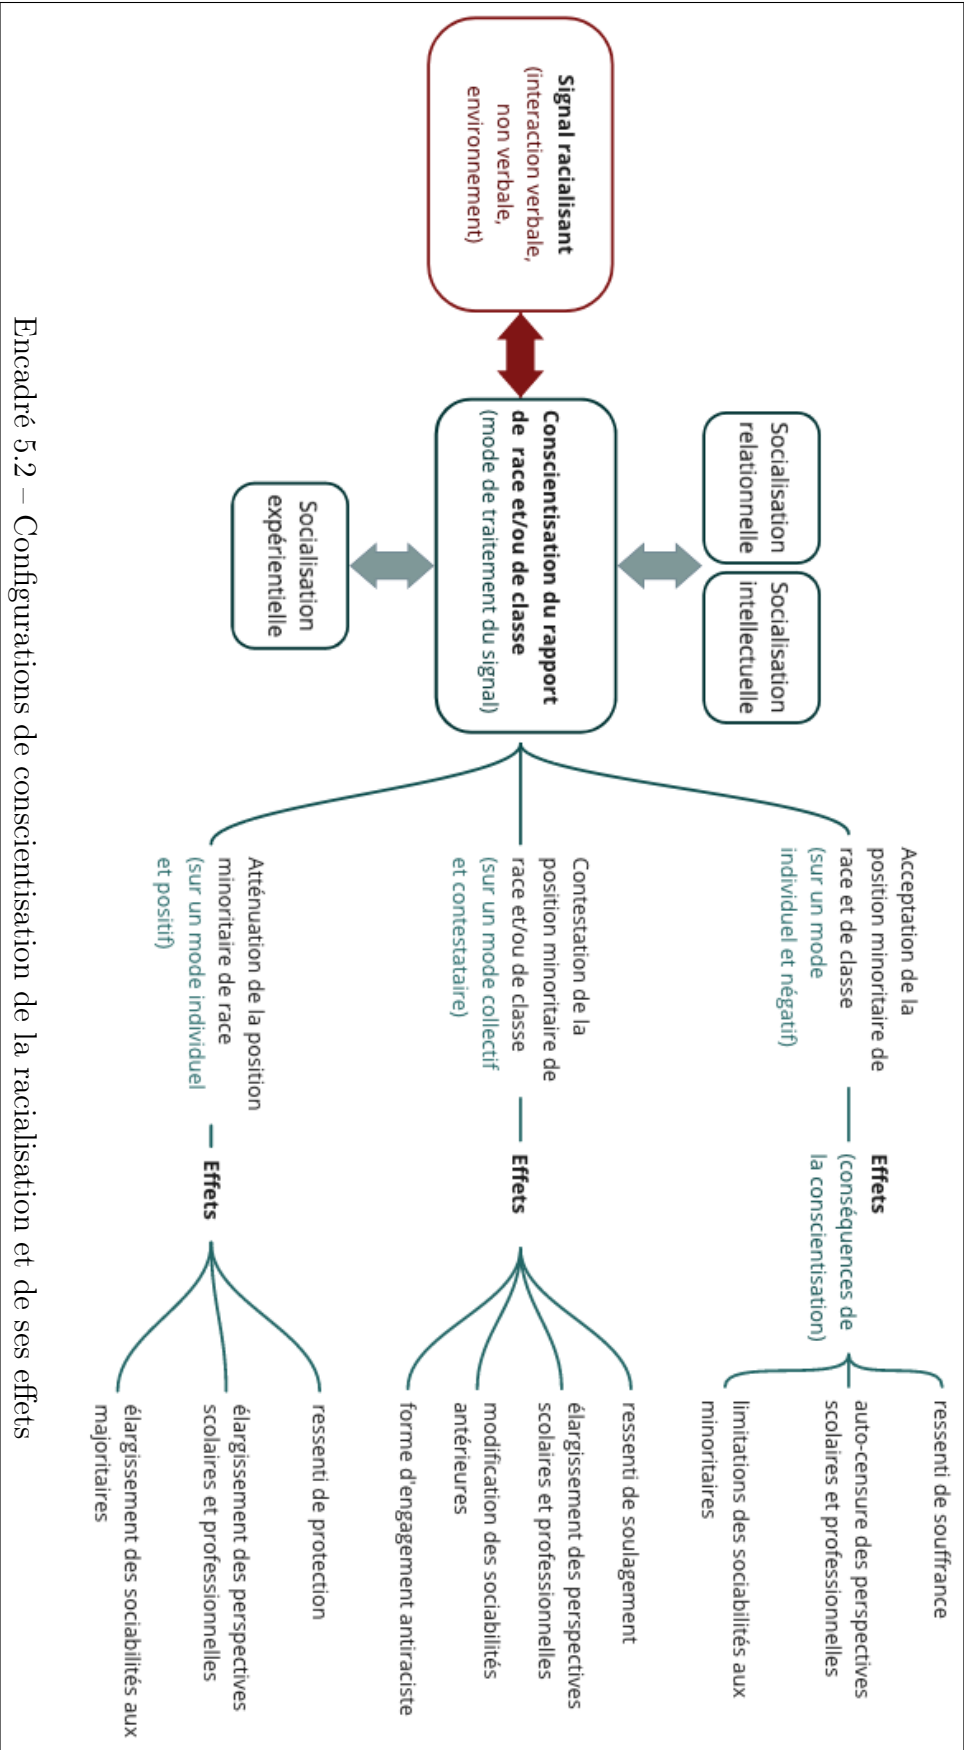 Signal racialisant
(interaction verbale,
non verbale,
environnement)
Socialisation
relationnelle
Socialisation
intellectuelle
Conscientisation du rapport
de race et/ou de classe
(mode de traitement du signal)
Socialisation
expérientielle
Acceptation de la
position minoritaire de
race et de classe
(sur un mode
individuel et négatif)
Effets
(conséquences de
la conscientisation)
ressenti de souffrance
auto-censure des perspectives
scolaires et professionnelles
limitations des sociabilités aux
minoritaires
Contestation de la
position minoritaire de
race et/ou de classe
(sur un mode collectif
et contestataire)
Effets
ressenti de soulagement
élargissement des perspectives
scolaires et professionnelles
modification des sociabilités
antérieures
forme d'engagement antiraciste
Atténuation de la position
minoritaire de race
(sur un mode individuel
et positif)
Effets
ressenti de protection
élargissement des perspectives
scolaires et professionnelles
élargissement des sociabilités aux
majoritaires
Encadré 5.2 – Configurations de conscientisation de la racialisation et de ses effets